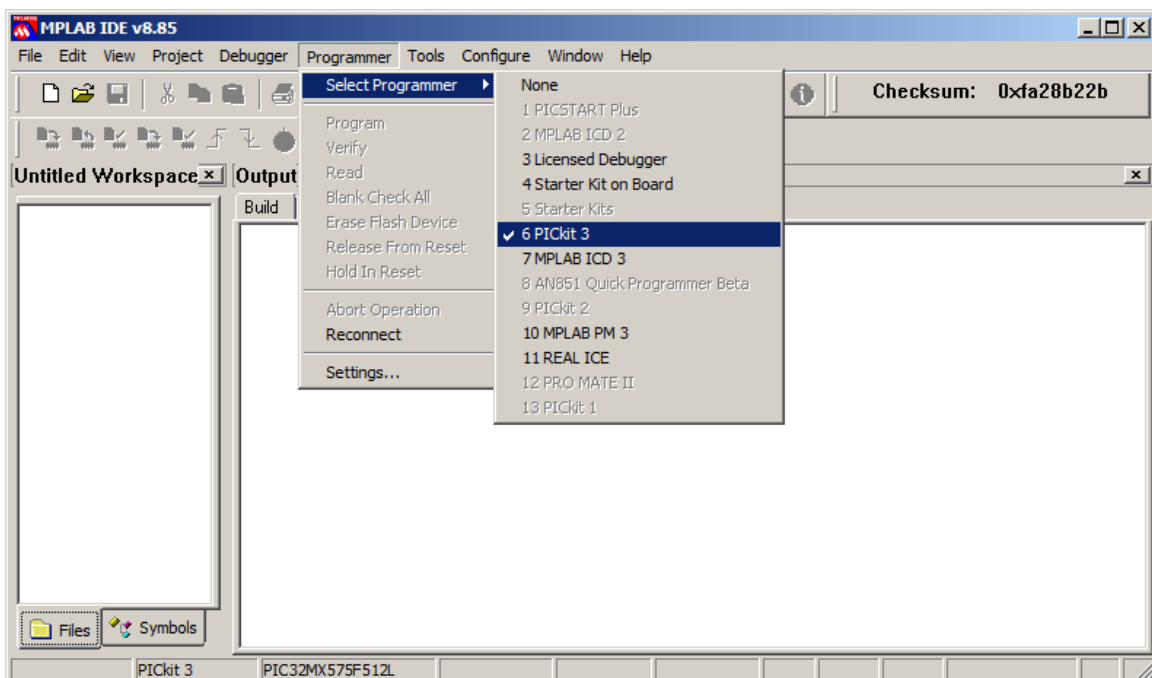 MPLAB IDE v8.85
File Edit View Project Debugger Programmer Tools Configure Window Help
Checksum: 0xfa28b22b
Untitled Workspace
Output
Build
Select Programmer
Program
Verify
Read
Blank Check All
Erase Flash Device
Release From Reset
Hold In Reset
Abort Operation
Reconnect
Settings...
None
1 PICSTART Plus
2 MPLAB ICD 2
3 Licensed Debugger
4 Starter Kit on Board
5 Starter Kits
6 PICkit 3
7 MPLAB ICD 3
8 AN851 Quick Programmer Beta
9 PICkit 2
10 MPLAB PM 3
11 REAL ICE
12 PRO MATE II
13 PICkit 1
Files Symbols
PICkit 3 PIC32MX575F512L